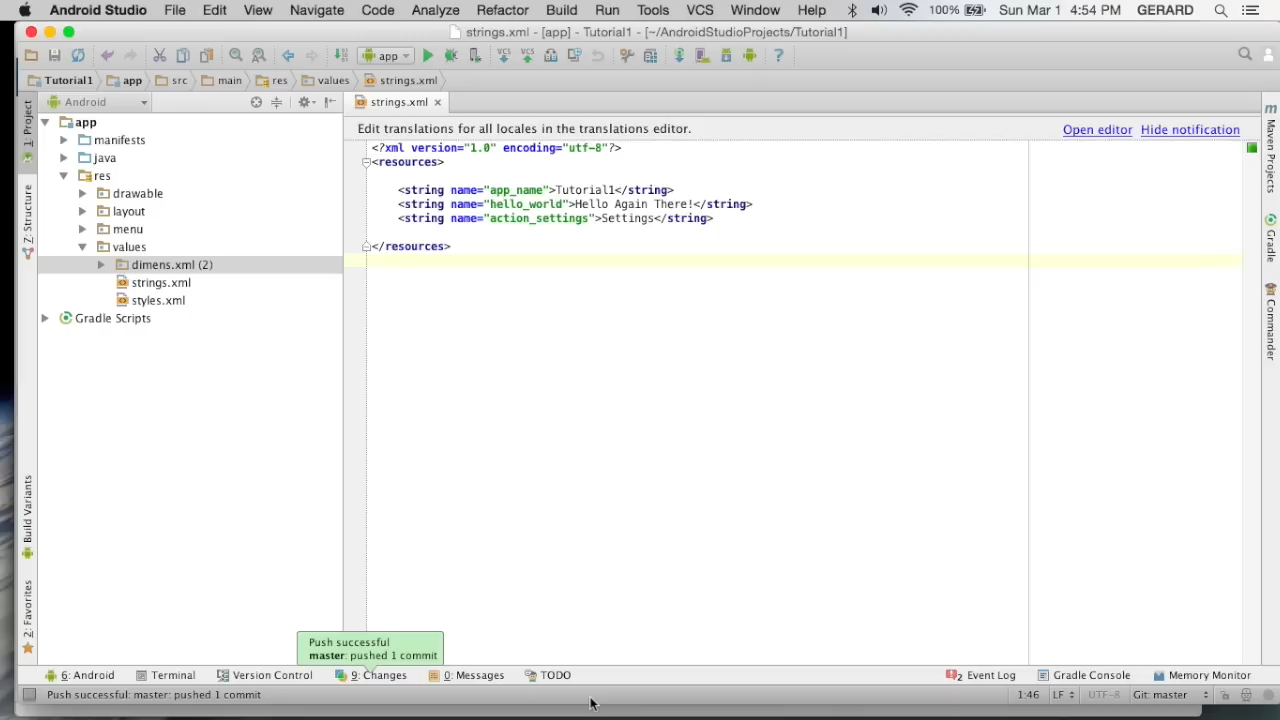 Android Studio File Edit View Navigate Code Analyze Refactor Build Run Tools VCS Window Help 100% Sun Mar 1 4:54 PM GERARD
strings.xml - [app] - Tutorial1 - [~/AndroidStudioProjects/Tutorial1]
app VCS VCS ?
Tutorial1 app src main res values strings.xml
Android
strings.xml
1: Project
Z: Structure
Build Variants
2: Favorites
app
manifests
java
res
drawable
layout
menu
values
dimens.xml (2)
strings.xml
styles.xml
Gradle Scripts
Edit translations for all locales in the translations editor. Open editor Hide notification
<?xml version="1.0" encoding="utf-8"?>
<resources>
<string name="app_name">Tutorial1</string>
<string name="hello_world">Hello Again There!</string>
<string name="action_settings">Settings</string>
</resources>
m
Maven Projects
Gradle
Commander
Push successful
master: pushed 1 commit
6: Android Terminal Version Control 9: Changes 0: Messages TODO 2 Event Log Gradle Console Memory Monitor
Push successful: master: pushed 1 commit 1:46 LF UTF-8 Git: master